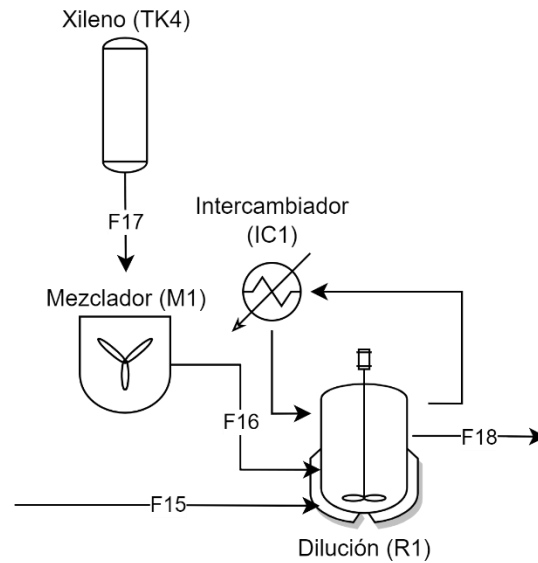 Xileno (TK4)
F17
Intercambiador
(IC1)
Mezclador (M1)
F16
F18
F15
Dilución (R1)